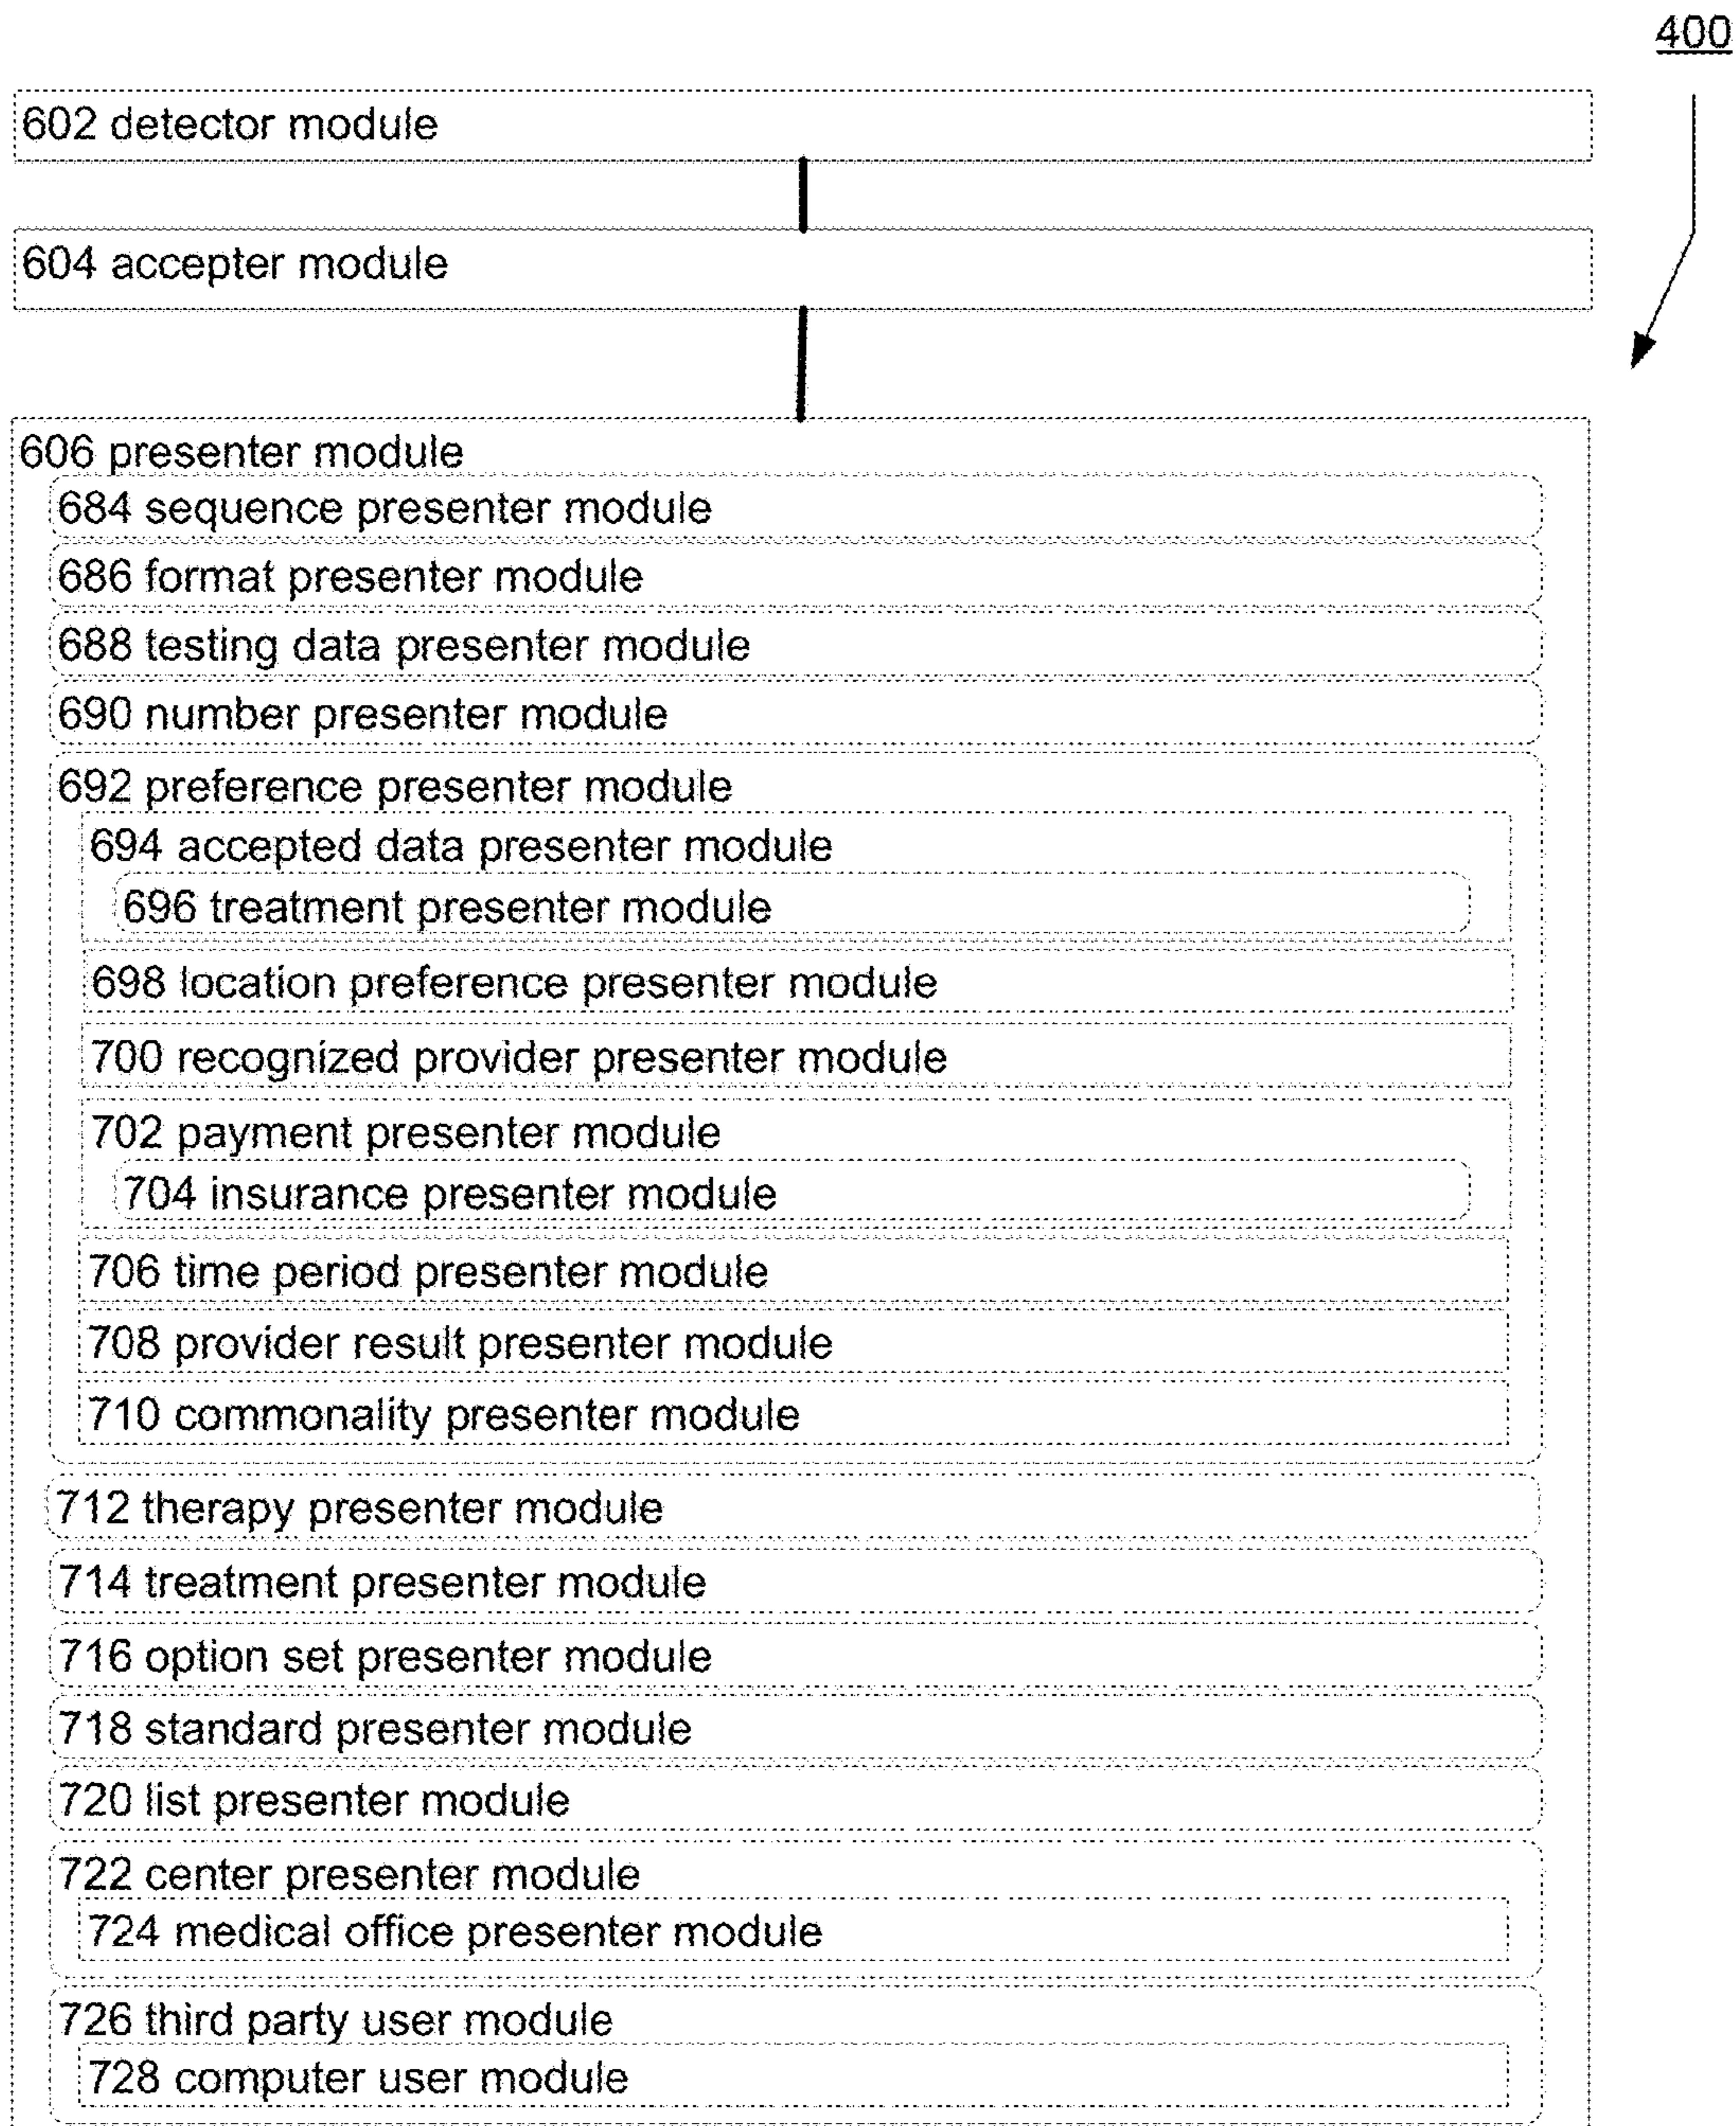 400
602 detector module
604 accepter module
606 presenter module
684 sequence presenter module
686 format presenter module
688 testing data presenter module
690 number presenter module
692 preference presenter module
694 accepted data presenter module
696 treatment presenter module
698 location preference presenter module
700 recognized provider presenter module
702 payment presenter module
704 insurance presenter module
706 time period presenter module
708 provider result presenter module
710 commonality presenter module
712 therapy presenter module
714 treatment presenter module
716 option set presenter module
718 standard presenter module
720 list presenter module
722 center presenter module
724 medical office presenter module
726 third party user module
728 computer user module